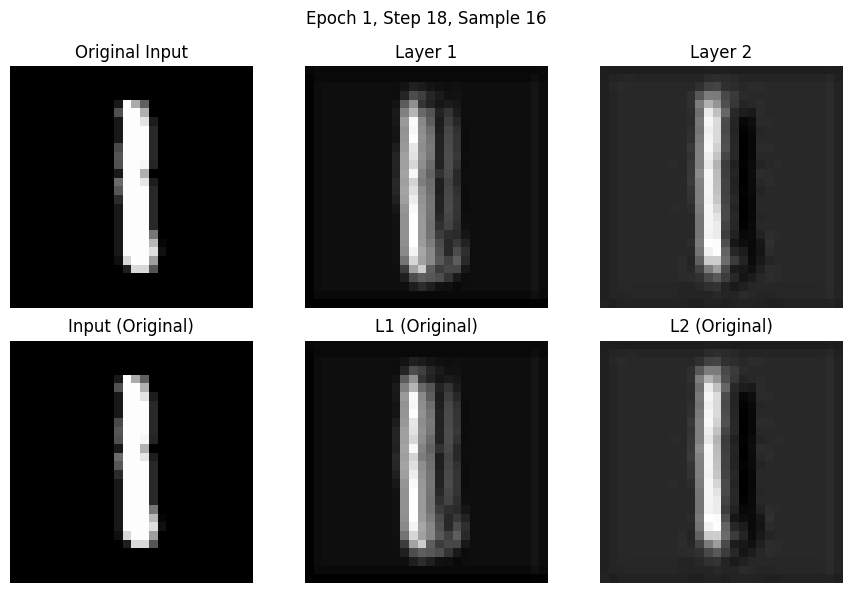 Epoch 1, Step 18, Sample 16
Original Input Layer 1 Layer 2
Input (Original) L1 (Original) L2 (Original)